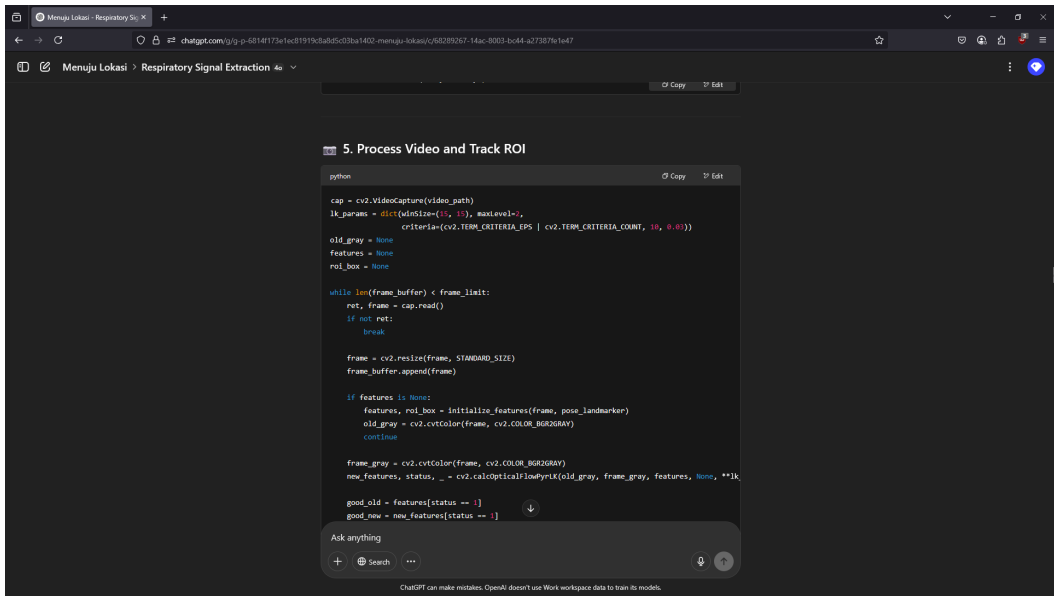 Menuju Lokasi - Respiratory Sig
chatgpt.com/g/g-p-6814f173e1ec81919c8a8d5c03ba1402-menuju-lokasi/c/68289267-14ac-8003-bc44-a27387fe1e47
Menuju Lokasi > Respiratory Signal Extraction 4o
Copy Edit
5. Process Video and Track ROI
python Copy Edit
cap = cv2.VideoCapture(video_path)
lk_params = dict(winSize=(15, 15), maxLevel=2,
criteria=(cv2.TERM_CRITERIA_EPS | cv2.TERM_CRITERIA_COUNT, 10, 0.03))
old_gray = None
features = None
roi_box = None
while len(frame_buffer) < frame_limit:
ret, frame = cap.read()
if not ret:
break
frame = cv2.resize(frame, STANDARD_SIZE)
frame_buffer.append(frame)
if features is None:
features, roi_box = initialize_features(frame, pose_landmarker)
old_gray = cv2.cvtColor(frame, cv2.COLOR_BGR2GRAY)
continue
frame_gray = cv2.cvtColor(frame, cv2.COLOR_BGR2GRAY)
new_features, status, _ = cv2.calcOpticalFlowPyrLK(old_gray, frame_gray, features, None, **lk_
good_old = features[status == 1]
good_new = new_features[status == 1]
Ask anything
Search
ChatGPT can make mistakes. OpenAI doesn't use Work workspace data to train its models.